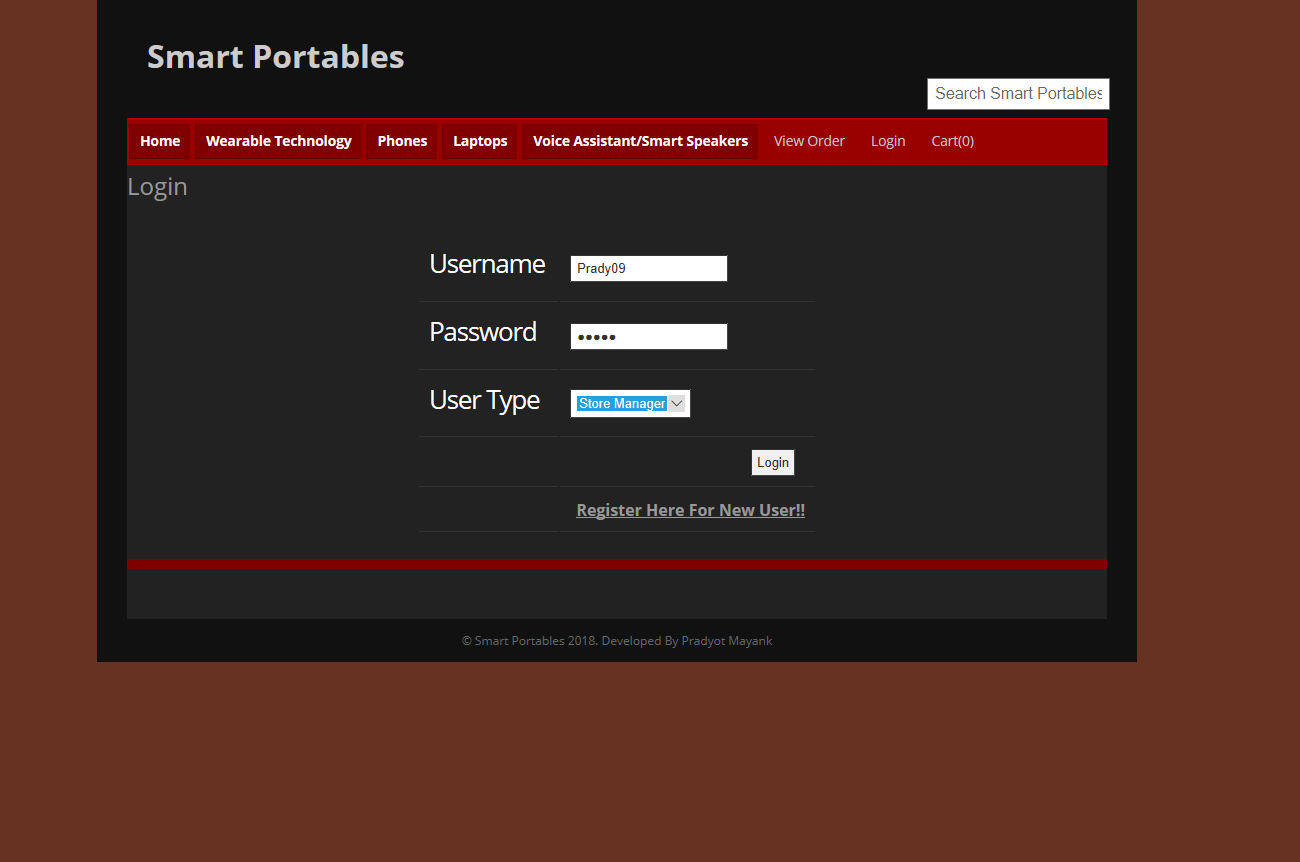 Smart Portables
Search Smart Portables
Home Wearable Technology Phones Laptops Voice Assistant/Smart Speakers View Order Login Cart(0)
Login
Username Prady09
Password •••••
User Type Store Manager
Login
Register Here For New User!!
© Smart Portables 2018. Developed By Pradyot Mayank